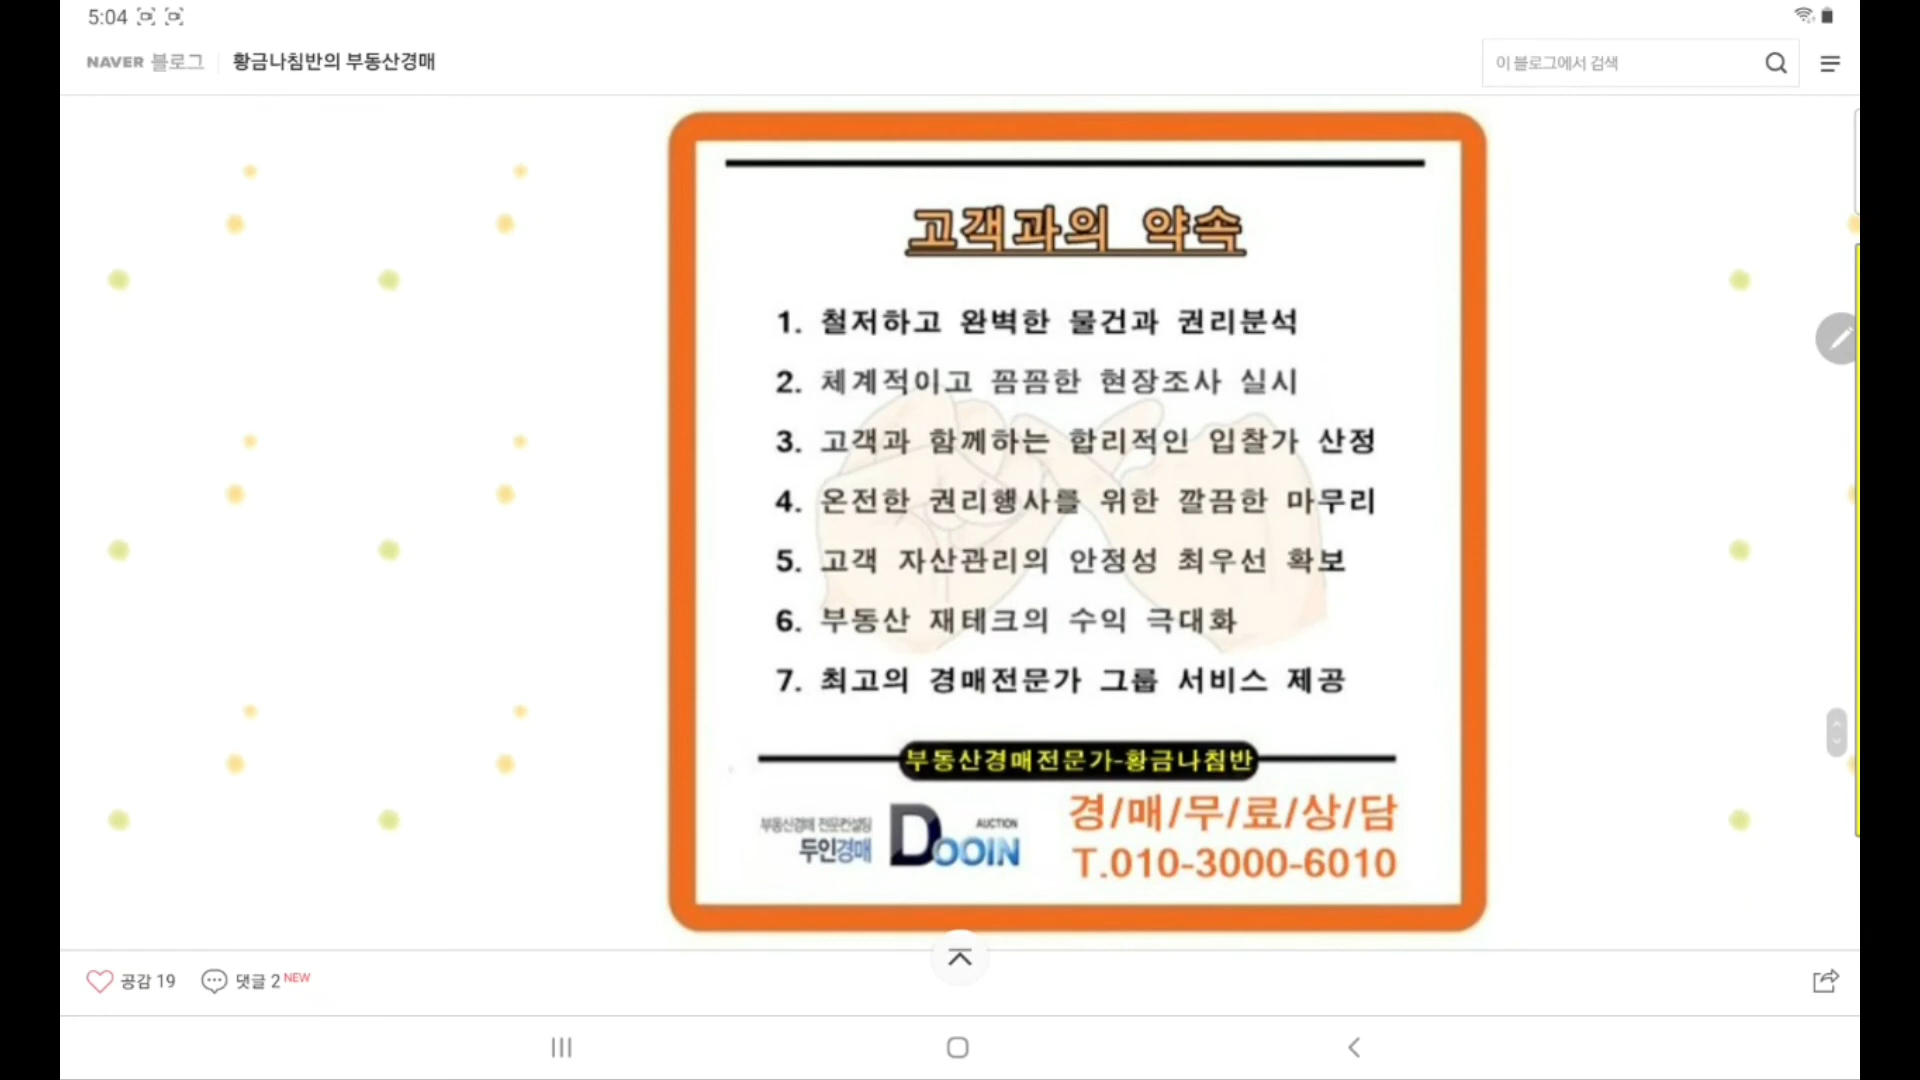 5:04
NAVER 블로그 황금나침반의 부동산경매
이 블로그에서 검색
고객과의 약속
1. 철저하고 완벽한 물건과 권리분석
2. 체계적이고 꼼꼼한 현장조사 실시
3. 고객과 함께하는 합리적인 입찰가 산정
4. 온전한 권리행사를 위한 깔끔한 마무리
5. 고객 자산관리의 안정성 최우선 확보
6. 부동산 재테크의 수익 극대화
7. 최고의 경매전문가 그룹 서비스 제공
부동산경매전문가-황금나침반
부동산경매 전문컨설팅
두인경매
DOOIN AUCTION
경/매/무/료/상/담
T.010-3000-6010
공감 19 댓글 2 NEW